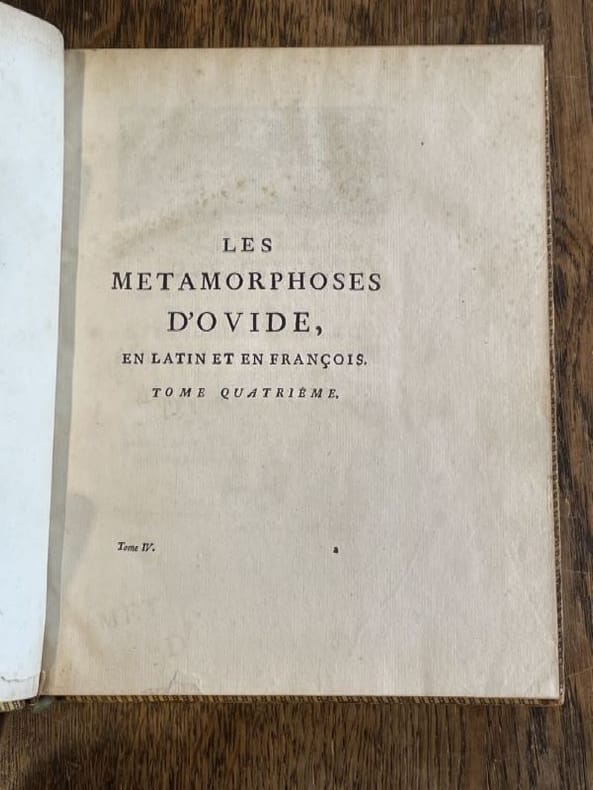 LES
METAMORPHOSES
D'OVIDE,
EN LATIN ET EN FRANÇOIS.
TOME QUATRIÈME.
Tome IV. a